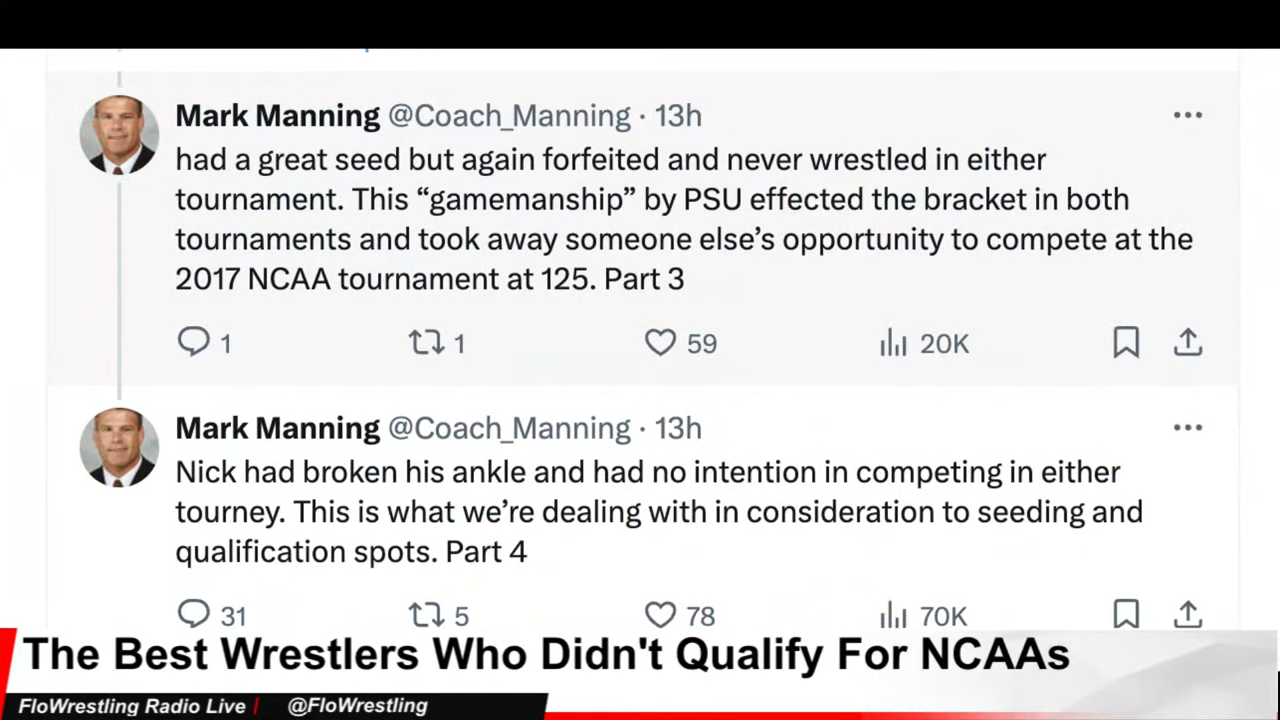 Mark Manning @Coach_Manning · 13h
had a great seed but again forfeited and never wrestled in either
tournament. This “gamemanship” by PSU effected the bracket in both
tournaments and took away someone else’s opportunity to compete at the
2017 NCAA tournament at 125. Part 3
1 1 59 20K
Mark Manning @Coach_Manning · 13h
Nick had broken his ankle and had no intention in competing in either
tourney. This is what we’re dealing with in consideration to seeding and
qualification spots. Part 4
31 5 78 70K
The Best Wrestlers Who Didn't Qualify For NCAAs
FloWrestling Radio Live | @FloWrestling